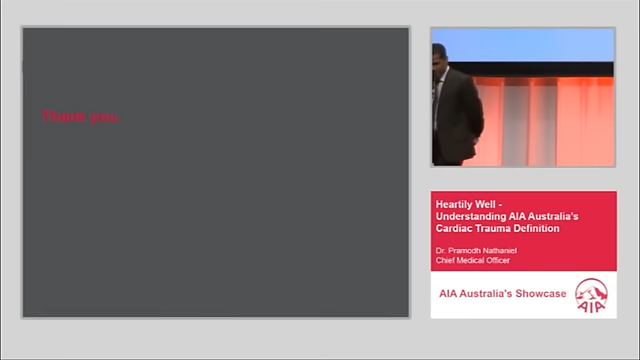 Thank you
Heartily Well -
Understanding AIA Australia's
Cardiac Trauma Definition
Dr. Pramodh Nathaniel
Chief Medical Officer
AIA Australia's Showcase
AIA